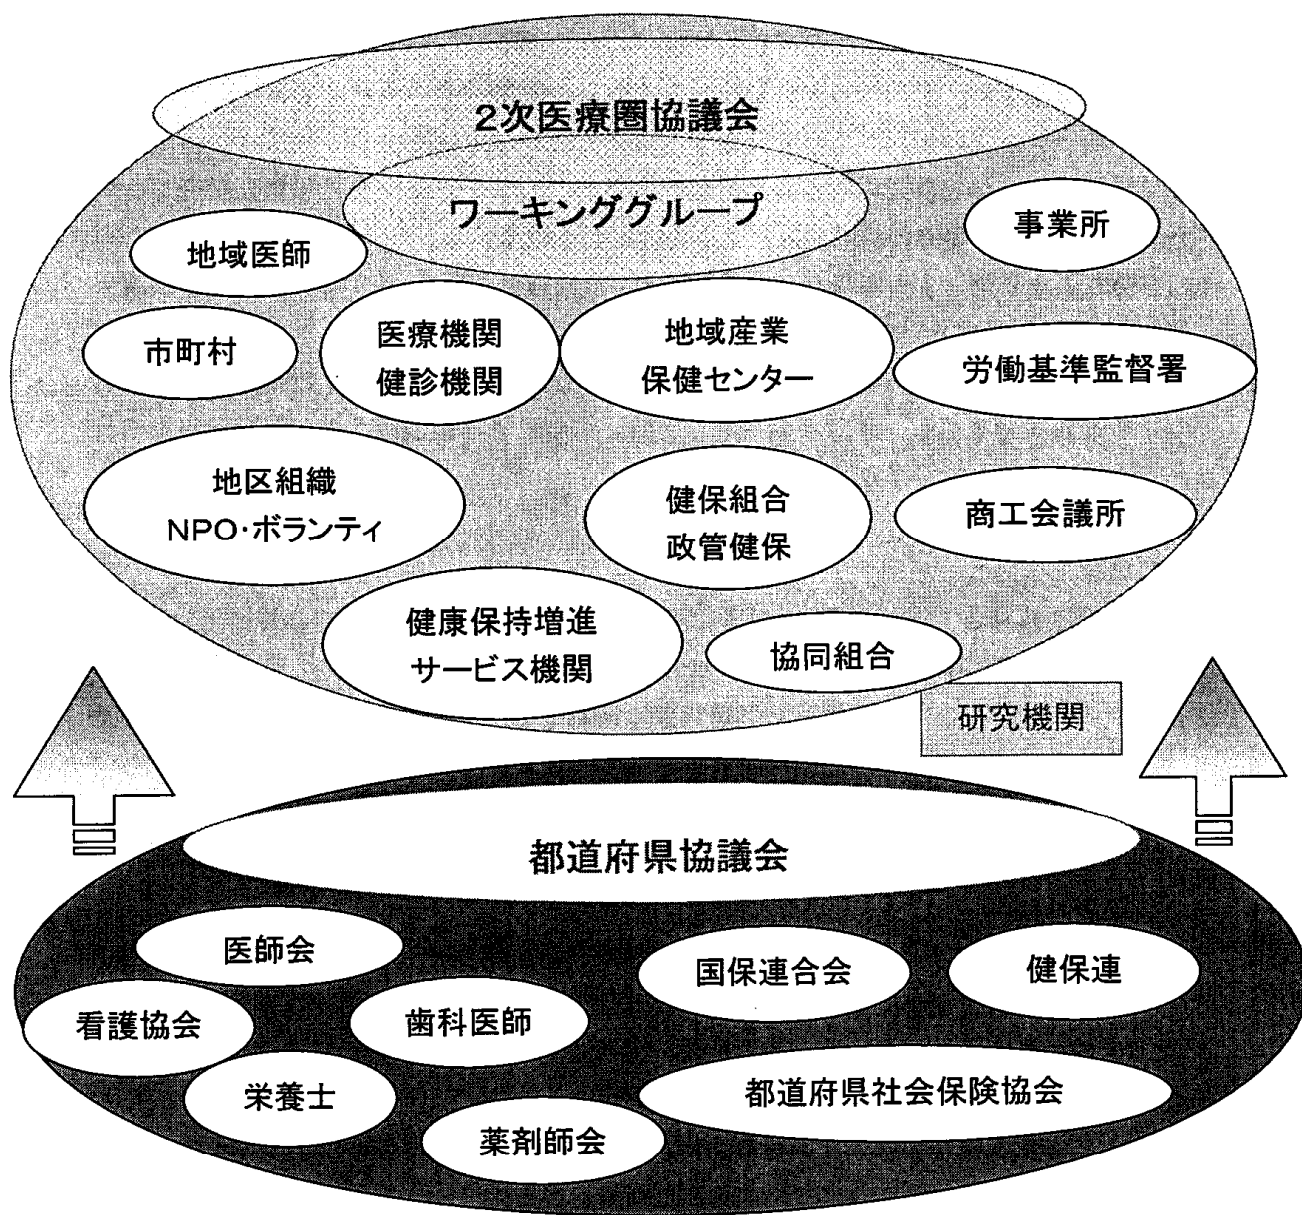 2次医療圏協議会
ワーキンググループ
事業所
地域医師
市町村
医療機関
健診機関
地域産業
保健センター
労働基準監督署
地区組織
NPO・ボランティ
健保組合
政管健保
商工会議所
健康保持増進
サービス機関
協同組合
研究機関
都道府県協議会
医師会
国保連合会
健保連
看護協会
歯科医師
栄養士
都道府県社会保険協会
薬剤師会